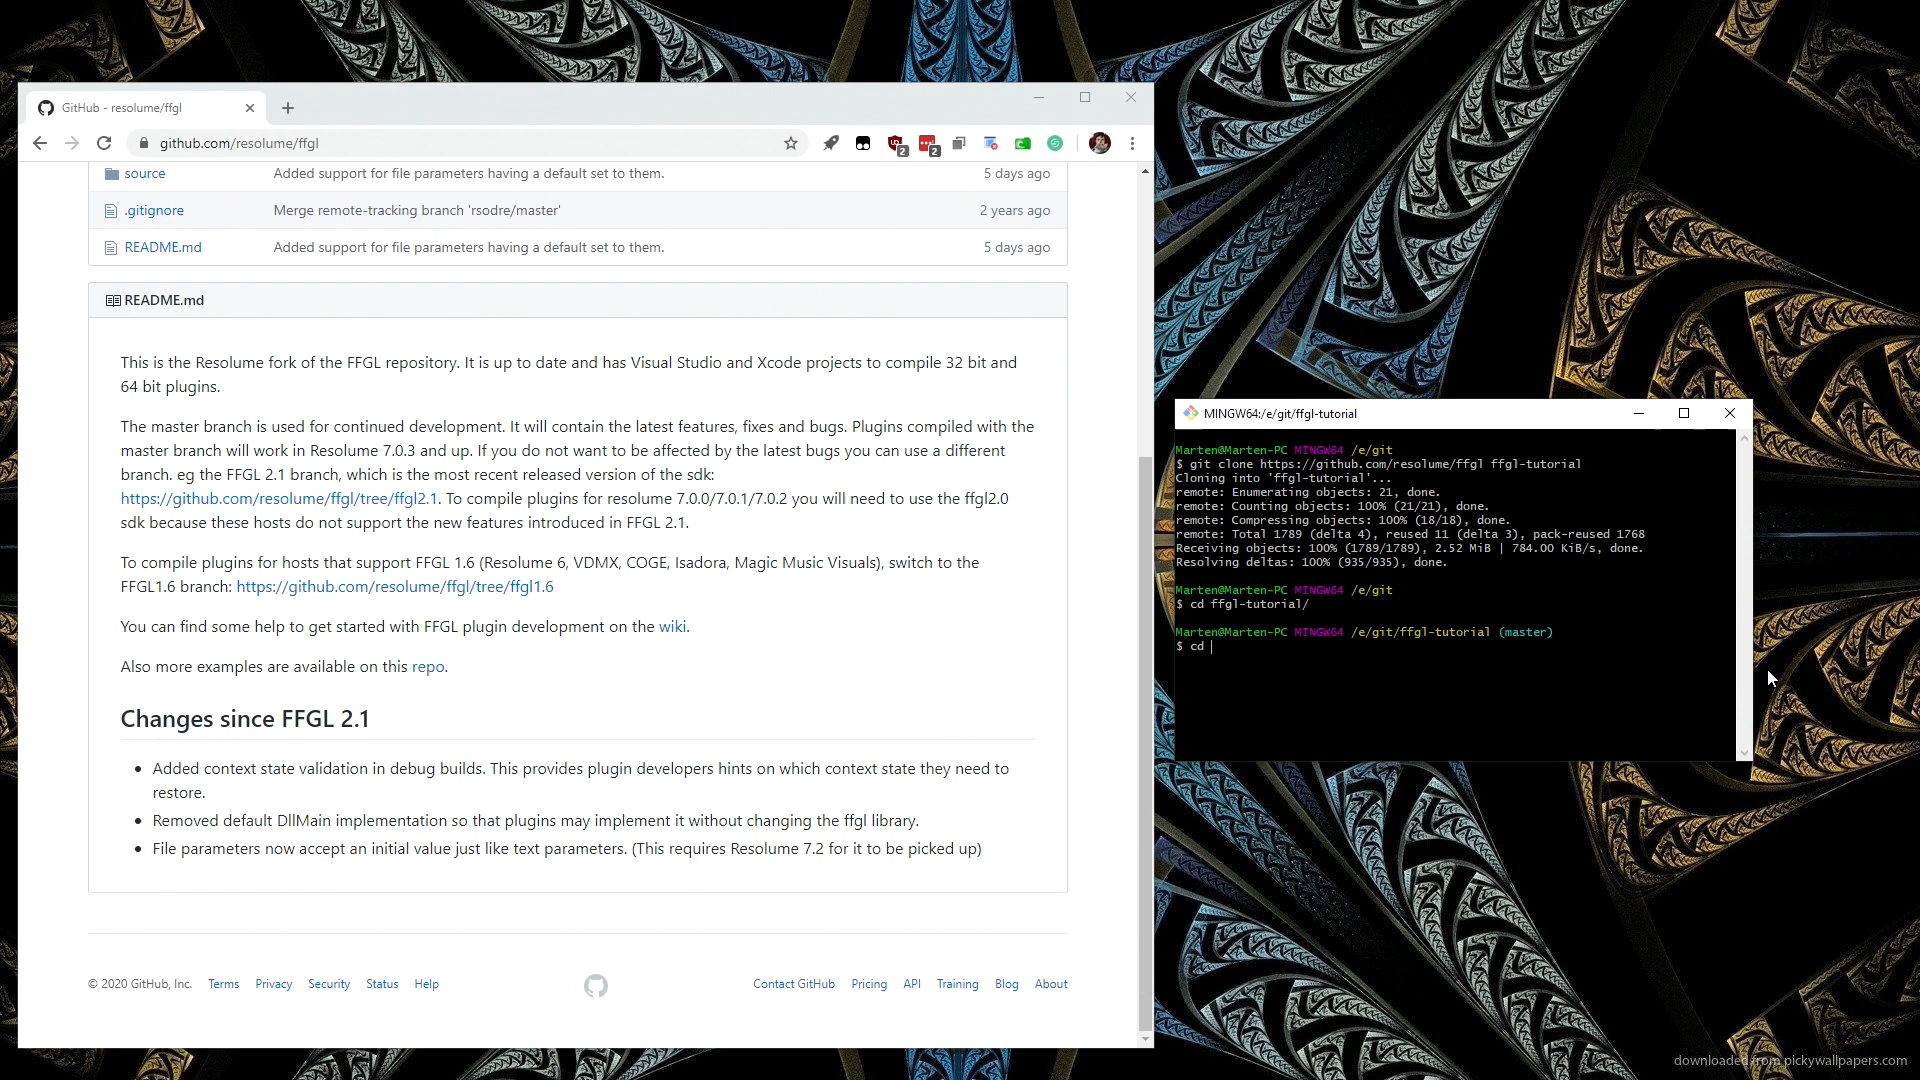 GitHub - resolume/ffgl
github.com/resolume/ffgl
2
2
source Added support for file parameters having a default set to them. 5 days ago
.gitignore Merge remote-tracking branch 'rsodre/master' 2 years ago
README.md Added support for file parameters having a default set to them. 5 days ago
README.md
This is the Resolume fork of the FFGL repository. It is up to date and has Visual Studio and Xcode projects to compile 32 bit and
64 bit plugins.
The master branch is used for continued development. It will contain the latest features, fixes and bugs. Plugins compiled with the
master branch will work in Resolume 7.0.3 and up. If you do not want to be affected by the latest bugs you can use a different
branch. eg the FFGL 2.1 branch, which is the most recent released version of the sdk:
https://github.com/resolume/ffgl/tree/ffgl2.1. To compile plugins for resolume 7.0.0/7.0.1/7.0.2 you will need to use the ffgl2.0
sdk because these hosts do not support the new features introduced in FFGL 2.1.
To compile plugins for hosts that support FFGL 1.6 (Resolume 6, VDMX, COGE, Isadora, Magic Music Visuals), switch to the
FFGL1.6 branch: https://github.com/resolume/ffgl/tree/ffgl1.6
You can find some help to get started with FFGL plugin development on the wiki.
Also more examples are available on this repo.
Changes since FFGL 2.1
• Added context state validation in debug builds. This provides plugin developers hints on which context state they need to
restore.
• Removed default DllMain implementation so that plugins may implement it without changing the ffgl library.
• File parameters now accept an initial value just like text parameters. (This requires Resolume 7.2 for it to be picked up)
© 2020 GitHub, Inc. Terms Privacy Security Status Help Contact GitHub Pricing API Training Blog About
MINGW64:/e/git/ffgl-tutorial
Marten@Marten-PC MINGW64 /e/git
$ git clone https://github.com/resolume/ffgl ffgl-tutorial
Cloning into 'ffgl-tutorial'...
remote: Enumerating objects: 21, done.
remote: Counting objects: 100% (21/21), done.
remote: Compressing objects: 100% (18/18), done.
remote: Total 1789 (delta 4), reused 11 (delta 3), pack-reused 1768
Receiving objects: 100% (1789/1789), 2.52 MiB | 784.00 KiB/s, done.
Resolving deltas: 100% (935/935), done.
Marten@Marten-PC MINGW64 /e/git
$ cd ffgl-tutorial/
Marten@Marten-PC MINGW64 /e/git/ffgl-tutorial (master)
$ cd
downloaded from pickywallpapers.com